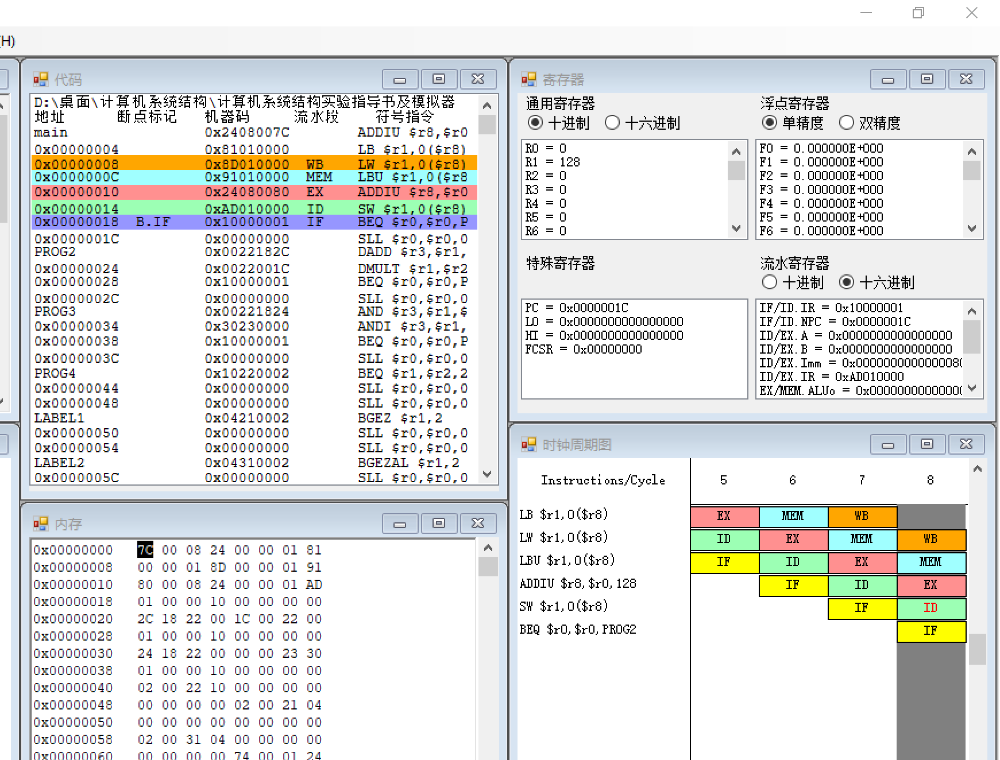 (H)
代码
D:\桌面\计算机系统结构\计算机系统结构实验指导书及模拟器
地址 断点标记 机器码 流水段 符号指令
main 0x2408007C ADDIU $r8,$r0
0x00000004 0x81010000 LB $r1,0($r8)
0x00000008 0x8D010000 WB LW $r1,0($r8)
0x0000000C 0x91010000 MEM LBU $r1,0($r8
0x00000010 0x24080080 EX ADDIU $r8,$r0
0x00000014 0xAD010000 ID SW $r1,0($r8)
0x00000018 B.IF 0x10000001 IF BEQ $r0,$r0,P
0x0000001C 0x00000000 SLL $r0,$r0,0
PROG2 0x0022182C DADD $r3,$r1,
0x00000024 0x0022001C DMULT $r1,$r2
0x00000028 0x10000001 BEQ $r0,$r0,P
0x0000002C 0x00000000 SLL $r0,$r0,0
PROG3 0x00221824 AND $r3,$r1,$
0x00000034 0x30230000 ANDI $r3,$r1,
0x00000038 0x10000001 BEQ $r0,$r0,P
0x0000003C 0x00000000 SLL $r0,$r0,0
PROG4 0x10220002 BEQ $r1,$r2,2
0x00000044 0x00000000 SLL $r0,$r0,0
0x00000048 0x00000000 SLL $r0,$r0,0
LABEL1 0x04210002 BGEZ $r1,2
0x00000050 0x00000000 SLL $r0,$r0,0
0x00000054 0x00000000 SLL $r0,$r0,0
LABEL2 0x04310002 BGEZAL $r1,2
0x0000005C 0x00000000 SLL $r0,$r0,0
寄存器
通用寄存器
十进制 十六进制
R0 = 0
R1 = 128
R2 = 0
R3 = 0
R4 = 0
R5 = 0
R6 = 0
浮点寄存器
单精度 双精度
F0 = 0.000000E+000
F1 = 0.000000E+000
F2 = 0.000000E+000
F3 = 0.000000E+000
F4 = 0.000000E+000
F5 = 0.000000E+000
F6 = 0.000000E+000
特殊寄存器
PC = 0x0000001C
LO = 0x0000000000000000
HI = 0x0000000000000000
FCSR = 0x00000000
流水寄存器
十进制 十六进制
IF/ID.IR = 0x10000001
IF/ID.NPC = 0x0000001C
ID/EX.A = 0x0000000000000000
ID/EX.B = 0x0000000000000000
ID/EX.Imm = 0x000000000000008(
ID/EX.IR = 0xAD010000
EX/MEM.ALUo = 0x0000000000000(
内存
0x00000000 7C 00 08 24 00 00 01 81
0x00000008 00 00 01 8D 00 00 01 91
0x00000010 80 00 08 24 00 00 01 AD
0x00000018 01 00 00 10 00 00 00 00
0x00000020 2C 18 22 00 1C 00 22 00
0x00000028 01 00 00 10 00 00 00 00
0x00000030 24 18 22 00 00 00 23 30
0x00000038 01 00 00 10 00 00 00 00
0x00000040 02 00 22 10 00 00 00 00
0x00000048 00 00 00 00 02 00 21 04
0x00000050 00 00 00 00 00 00 00 00
0x00000058 02 00 31 04 00 00 00 00
0x00000060 00 00 00 00 74 00 01 24
时钟周期图
Instructions/Cycle 5 6 7 8
LB $r1,0($r8) EX MEM WB
LW $r1,0($r8) ID EX MEM WB
LBU $r1,0($r8) IF ID EX MEM
ADDIU $r8,$r0,128 IF ID EX
SW $r1,0($r8) IF ID
BEQ $r0,$r0,PROG2 IF